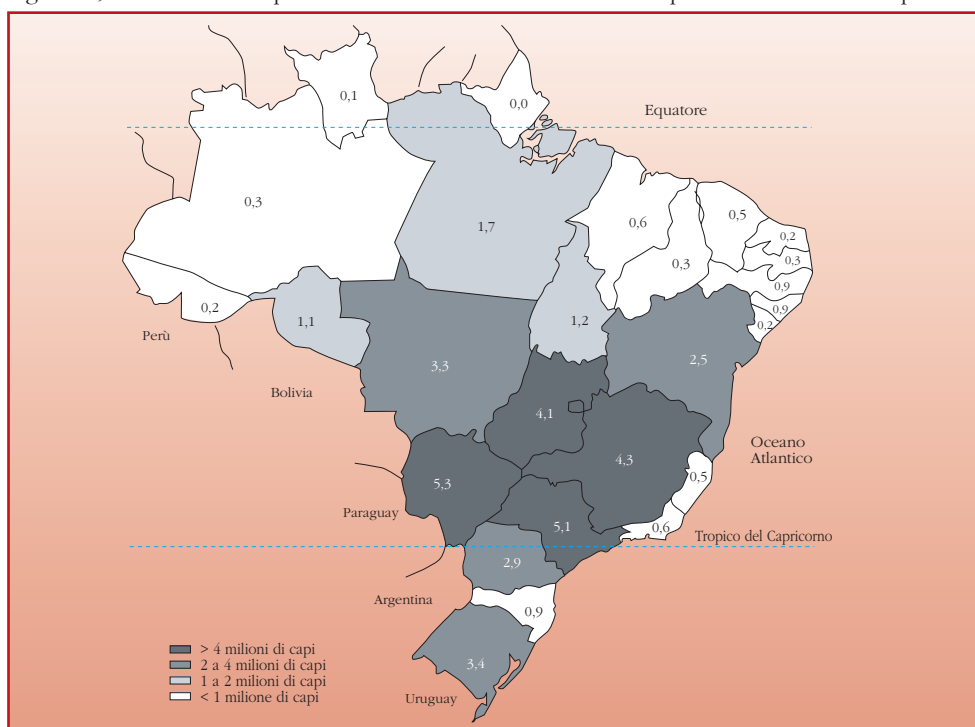 0,1
0,0
Equatore
0,3
1,7
0,6
0,5
0,2
0,3
0,3
0,9
0,9
0,2
0,2
Perù
1,1
1,2
3,3
2,5
Bolivia
4,1
Oceano
Atlantico
4,3
5,3
0,5
Paraguay
5,1
0,6
Tropico del Capricorno
2,9
Argentina
0,9
3,4
Uruguay
> 4 milioni di capi
2 a 4 milioni di capi
1 a 2 milioni di capi
< 1 milione di capi